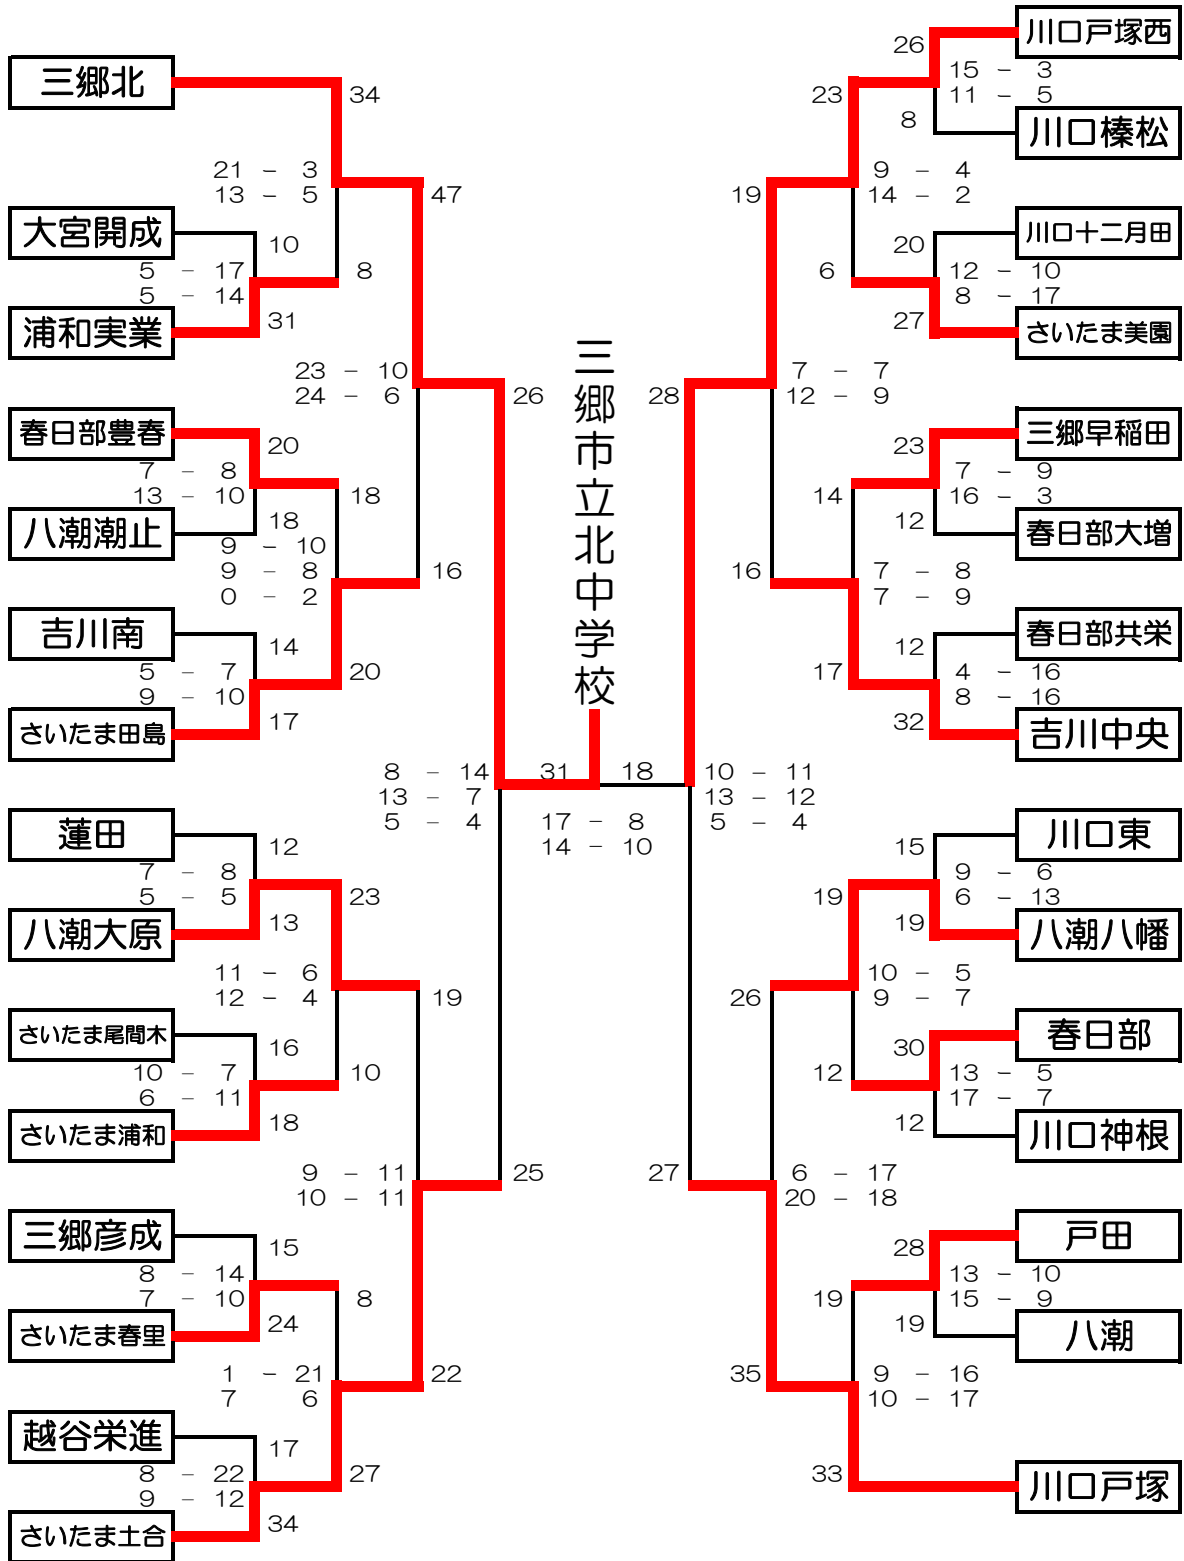 三郷北
34
21 - 3
13 - 5
47
大宮開成
10
5 - 17
5 - 14
8
浦和実業
31
23 - 10
24 - 6
26
春日部豊春
20
7 - 8
13 - 10
18
八潮潮止
18
9 - 10
9 - 8
0 - 2
16
吉川南
14
5 - 7
9 - 10
20
さいたま田島
17
8 - 14
13 - 7
5 - 4
蓮田
12
7 - 8
5 - 5
23
八潮大原
13
11 - 6
12 - 4
19
さいたま尾間木
16
10 - 7
6 - 11
10
さいたま浦和
18
9 - 11
10 - 11
25
三郷彦成
15
8 - 14
7 - 10
8
さいたま春里
24
1 - 21
7 6
22
越谷栄進
17
8 - 22
9 - 12
27
さいたま土合
34
三郷市立北中学校
31 18
17 - 8
14 - 10
川口戸塚西
26
15 - 3
11 - 5
23
8
川口榛松
9 - 4
14 - 2
19
川口十二月田
20
12 - 10
8 - 17
6
27
さいたま美園
7 - 7
12 - 9
28
三郷早稲田
23
7 - 9
16 - 3
14
12
春日部大増
7 - 8
7 - 9
16
春日部共栄
12
4 - 16
8 - 16
17
32
吉川中央
10 - 11
13 - 12
5 - 4
川口東
15
9 - 6
6 - 13
19
19
八潮八幡
10 - 5
9 - 7
26
春日部
30
13 - 5
17 - 7
12
12
川口神根
6 - 17
20 - 18
27
戸田
28
13 - 10
15 - 9
19
19
八潮
9 - 16
10 - 17
35
33
川口戸塚